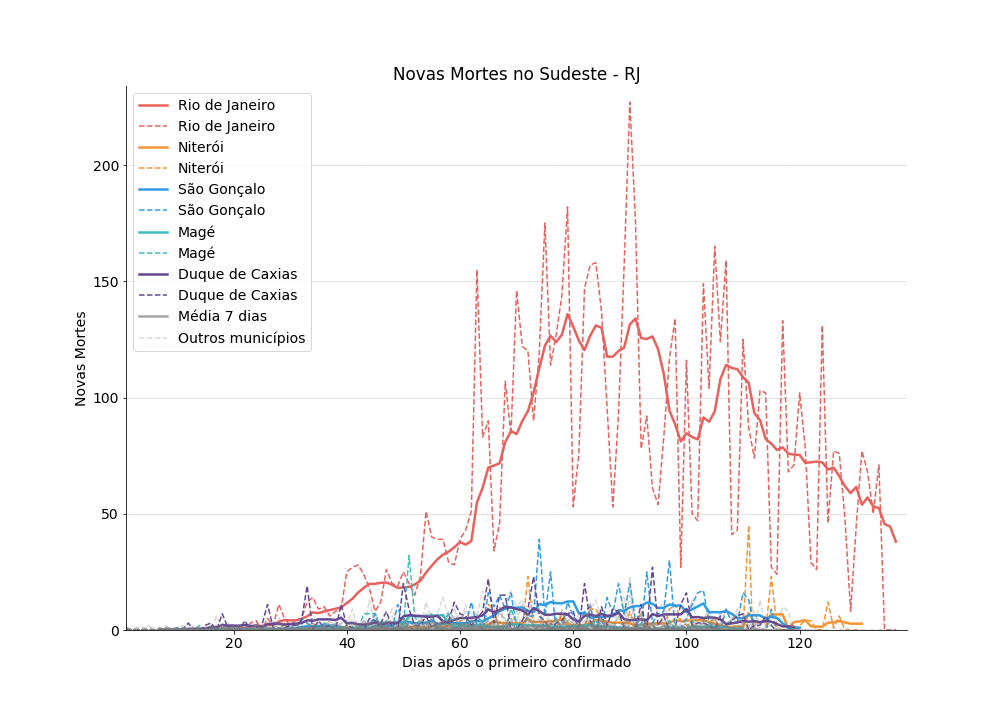 Novas Mortes no Sudeste - RJ
Rio de Janeiro
Rio de Janeiro
Niterói
Niterói
São Gonçalo
São Gonçalo
Magé
Magé
Duque de Caxias
Duque de Caxias
Média 7 dias
Outros municípios
Novas Mortes
200
150
100
50
0
20
40
60
80
100
120
Dias após o primeiro confirmado